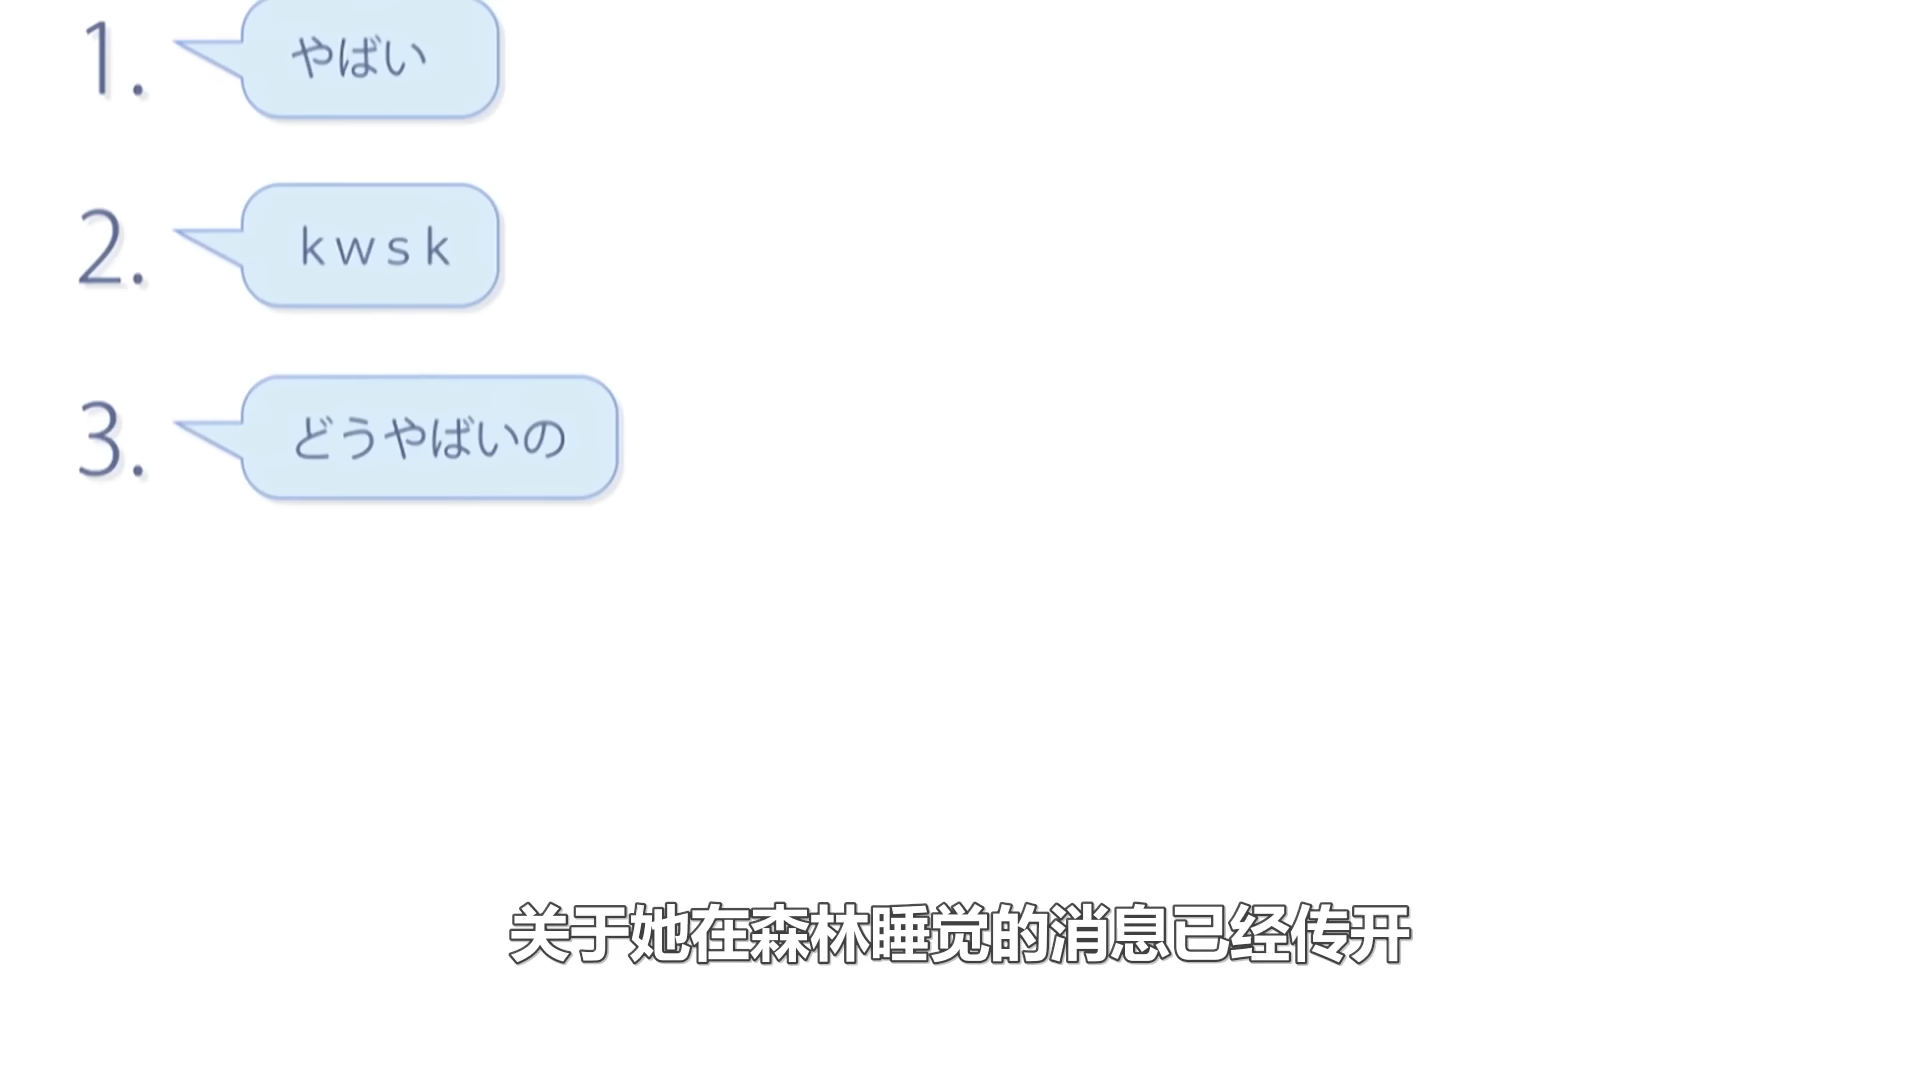 1. やばい
2. ｋｗｓｋ
3. どうやばいの
关于她在森林睡觉的消息已经传开